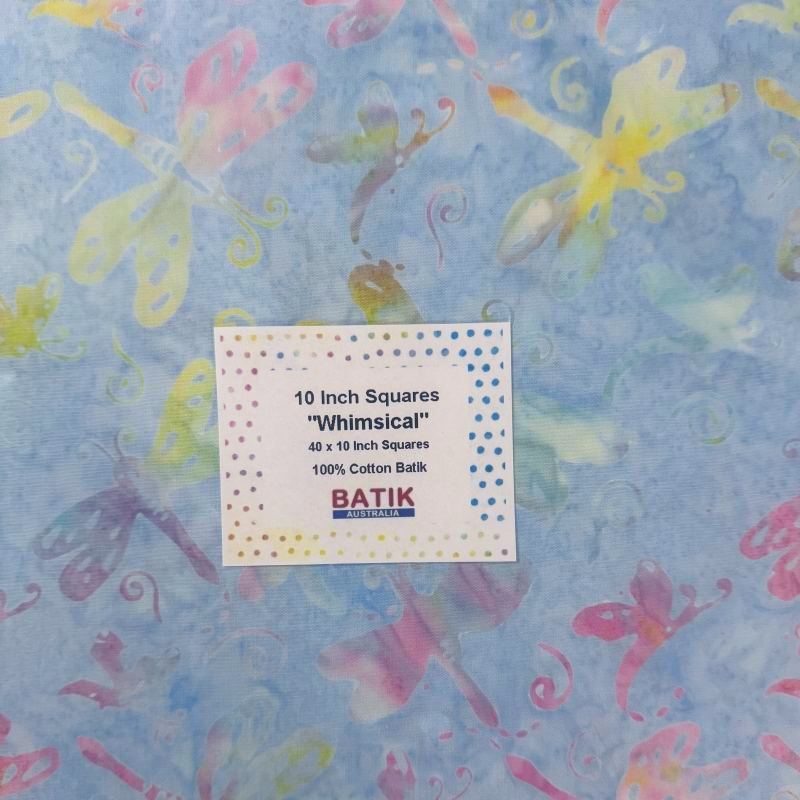 10 Inch Squares
"Whimsical"
40 x 10 Inch Squares
100% Cotton Batik
BATIK
AUSTRALIA